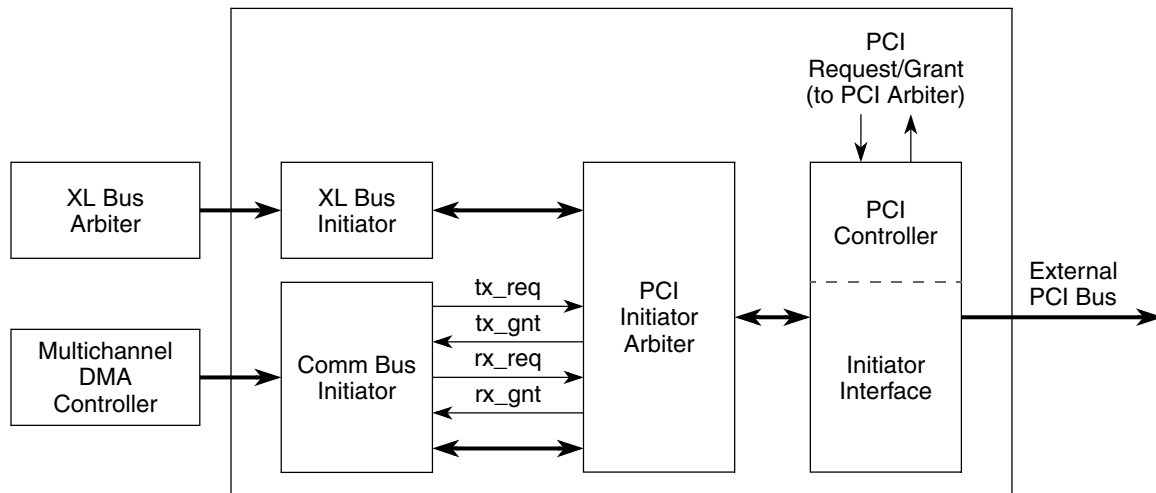 PCI
Request/Grant
(to PCI Arbiter)
XL Bus
Arbiter
XL Bus
Initiator
PCI
Controller
tx_req
tx_gnt
rx_req
rx_gnt
PCI
Initiator
Arbiter
External
PCI Bus
Multichannel
DMA
Controller
Comm Bus
Initiator
Initiator
Interface